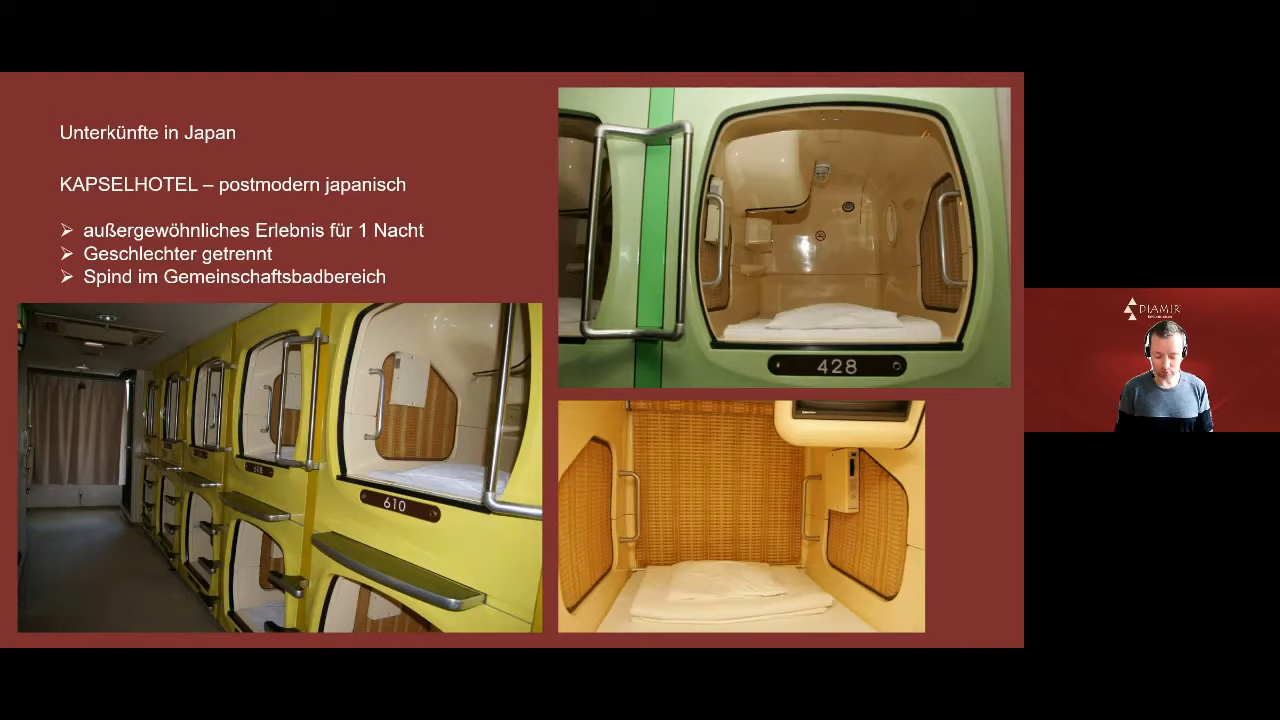 Unterkünfte in Japan
KAPSELHOTEL – postmodern japanisch
➢ außergewöhnliches Erlebnis für 1 Nacht
➢ Geschlechter getrennt
➢ Spind im Gemeinschaftsbadbereich
428
608
610
DIAMIR